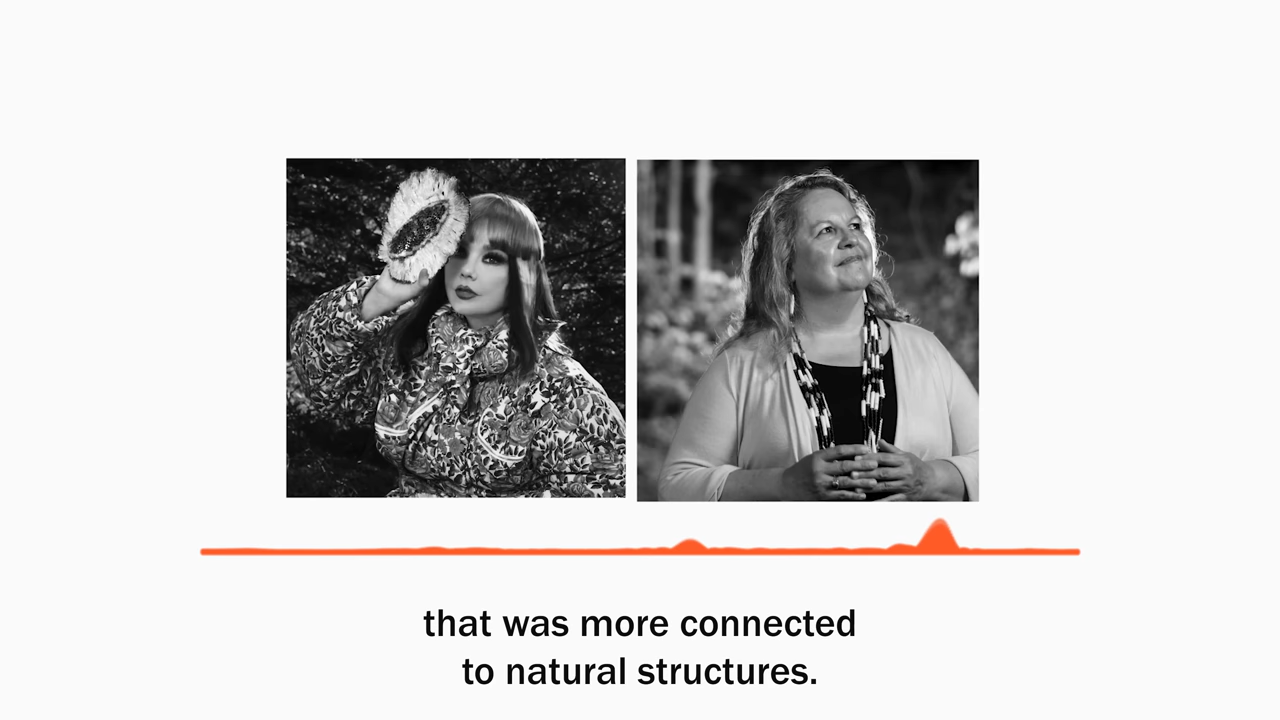 that was more connected
to natural structures.